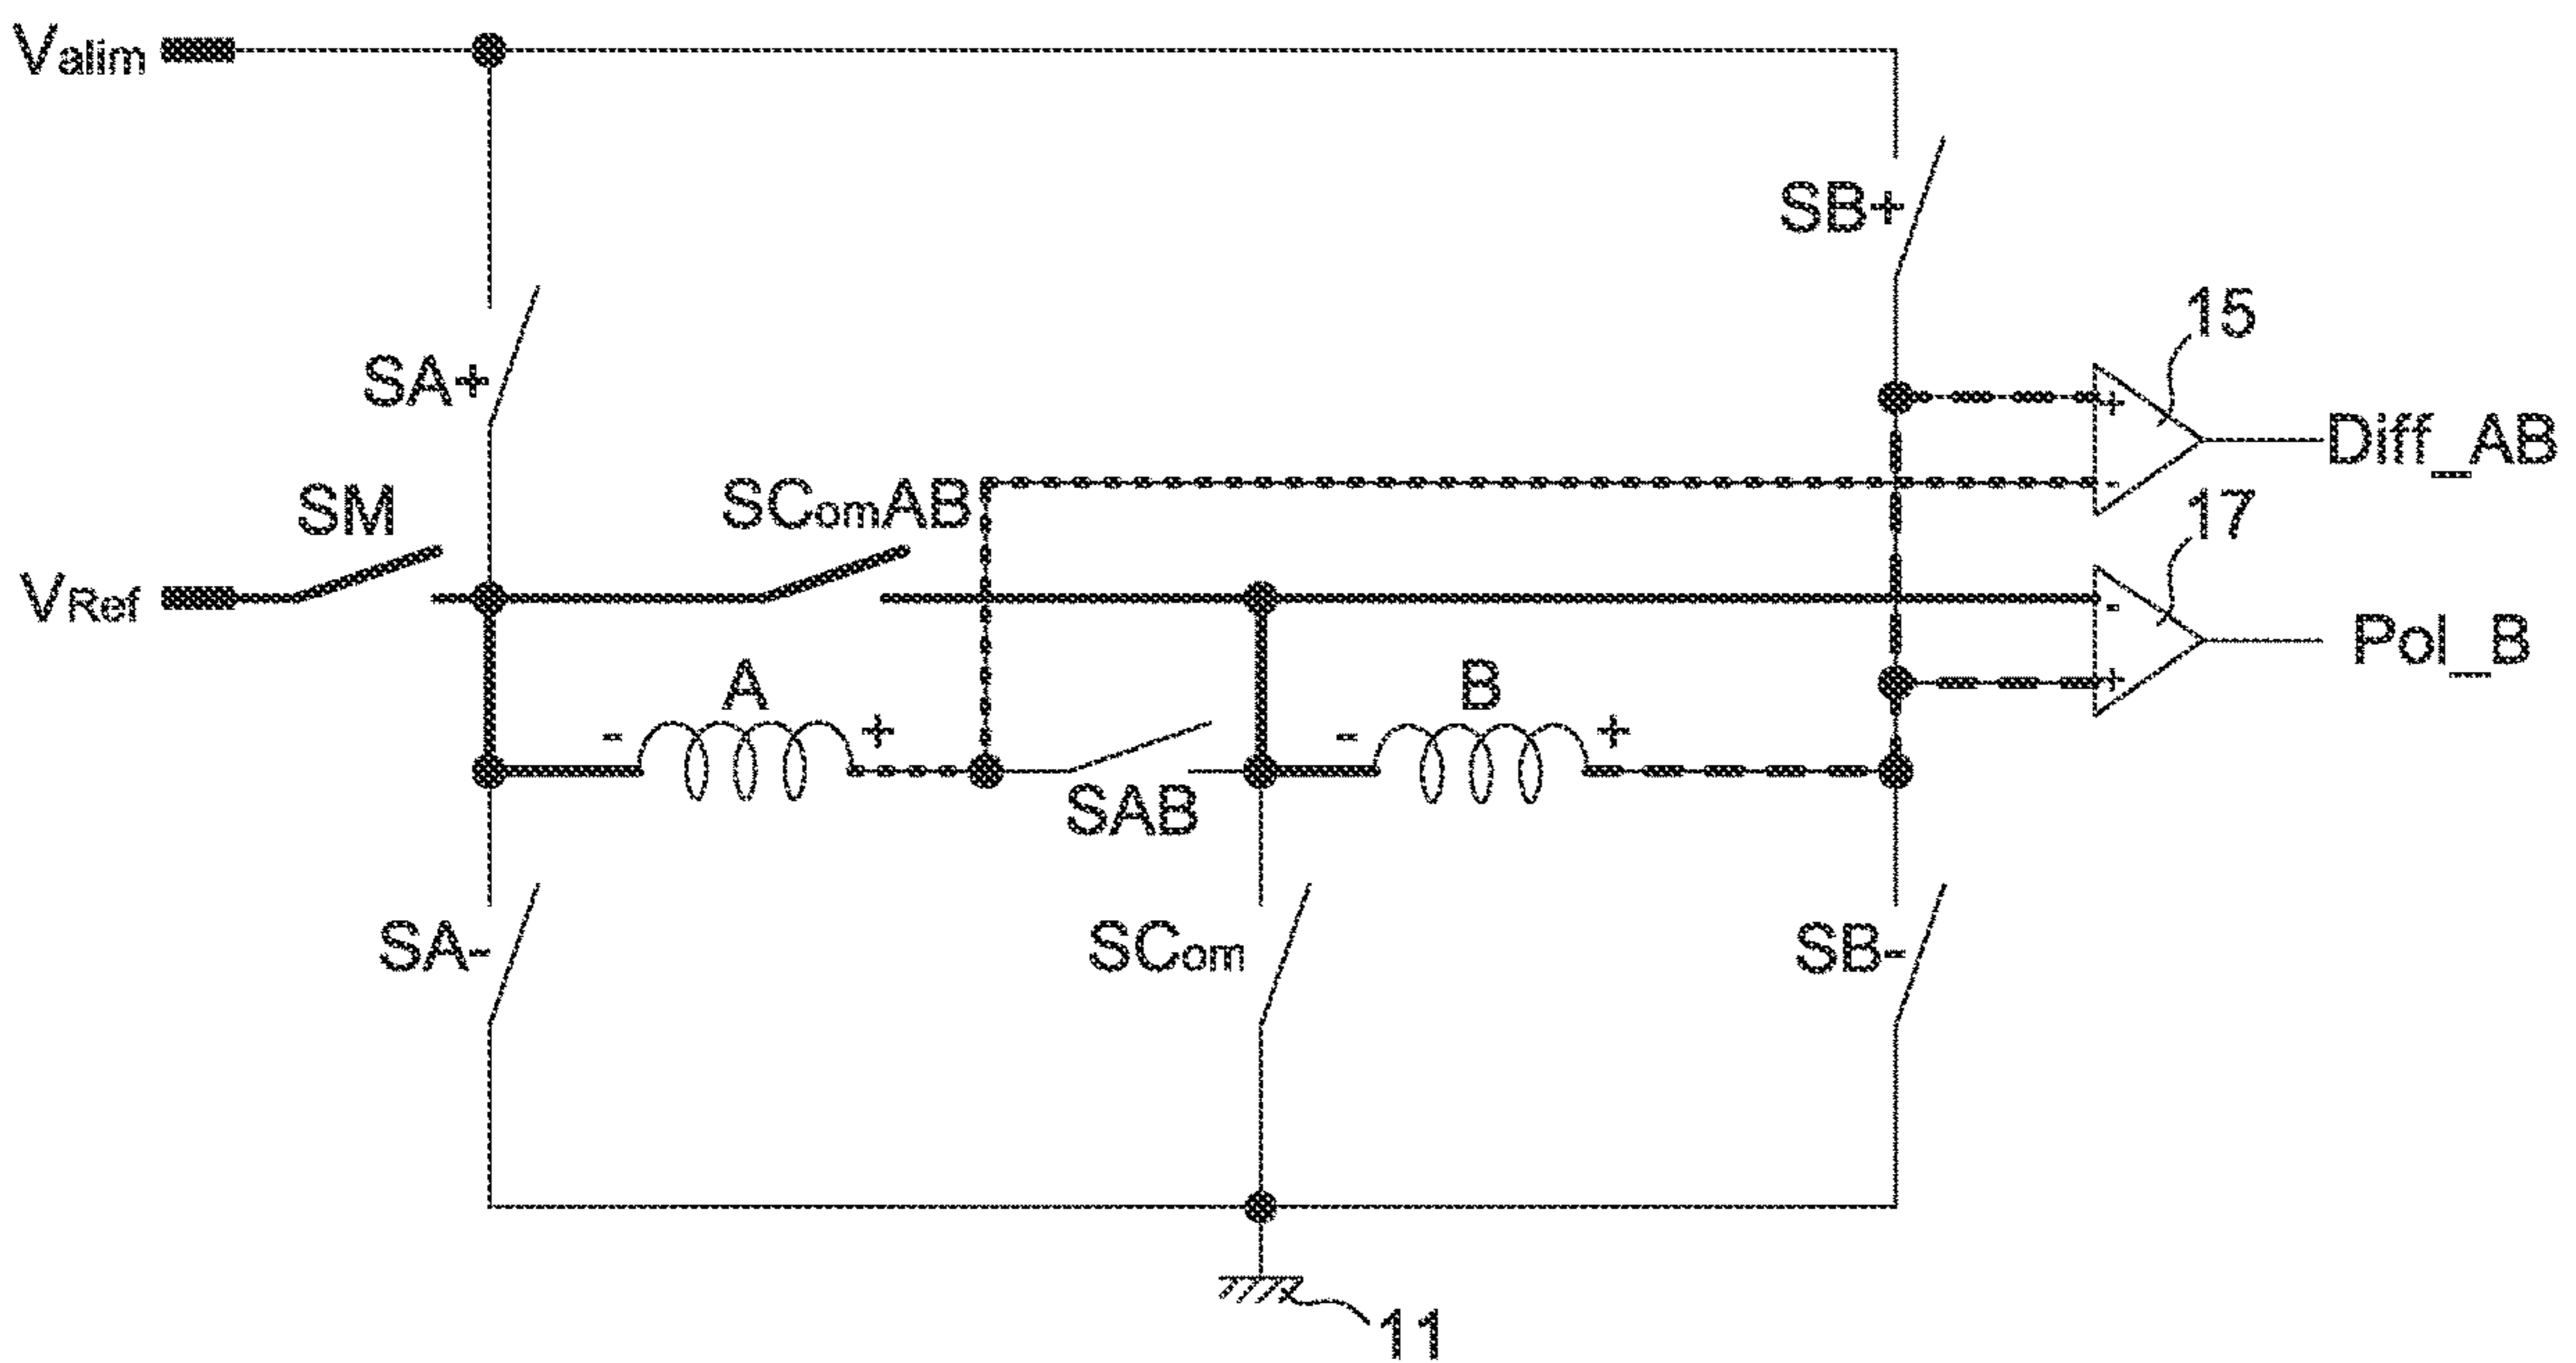 Valim
SB+
15
SA+
+
Diff_AB
SM
SComAB
-
17
VRef
-
Pol_B
A
B
+
- +
- +
SAB
SA-
SCom
SB-
11